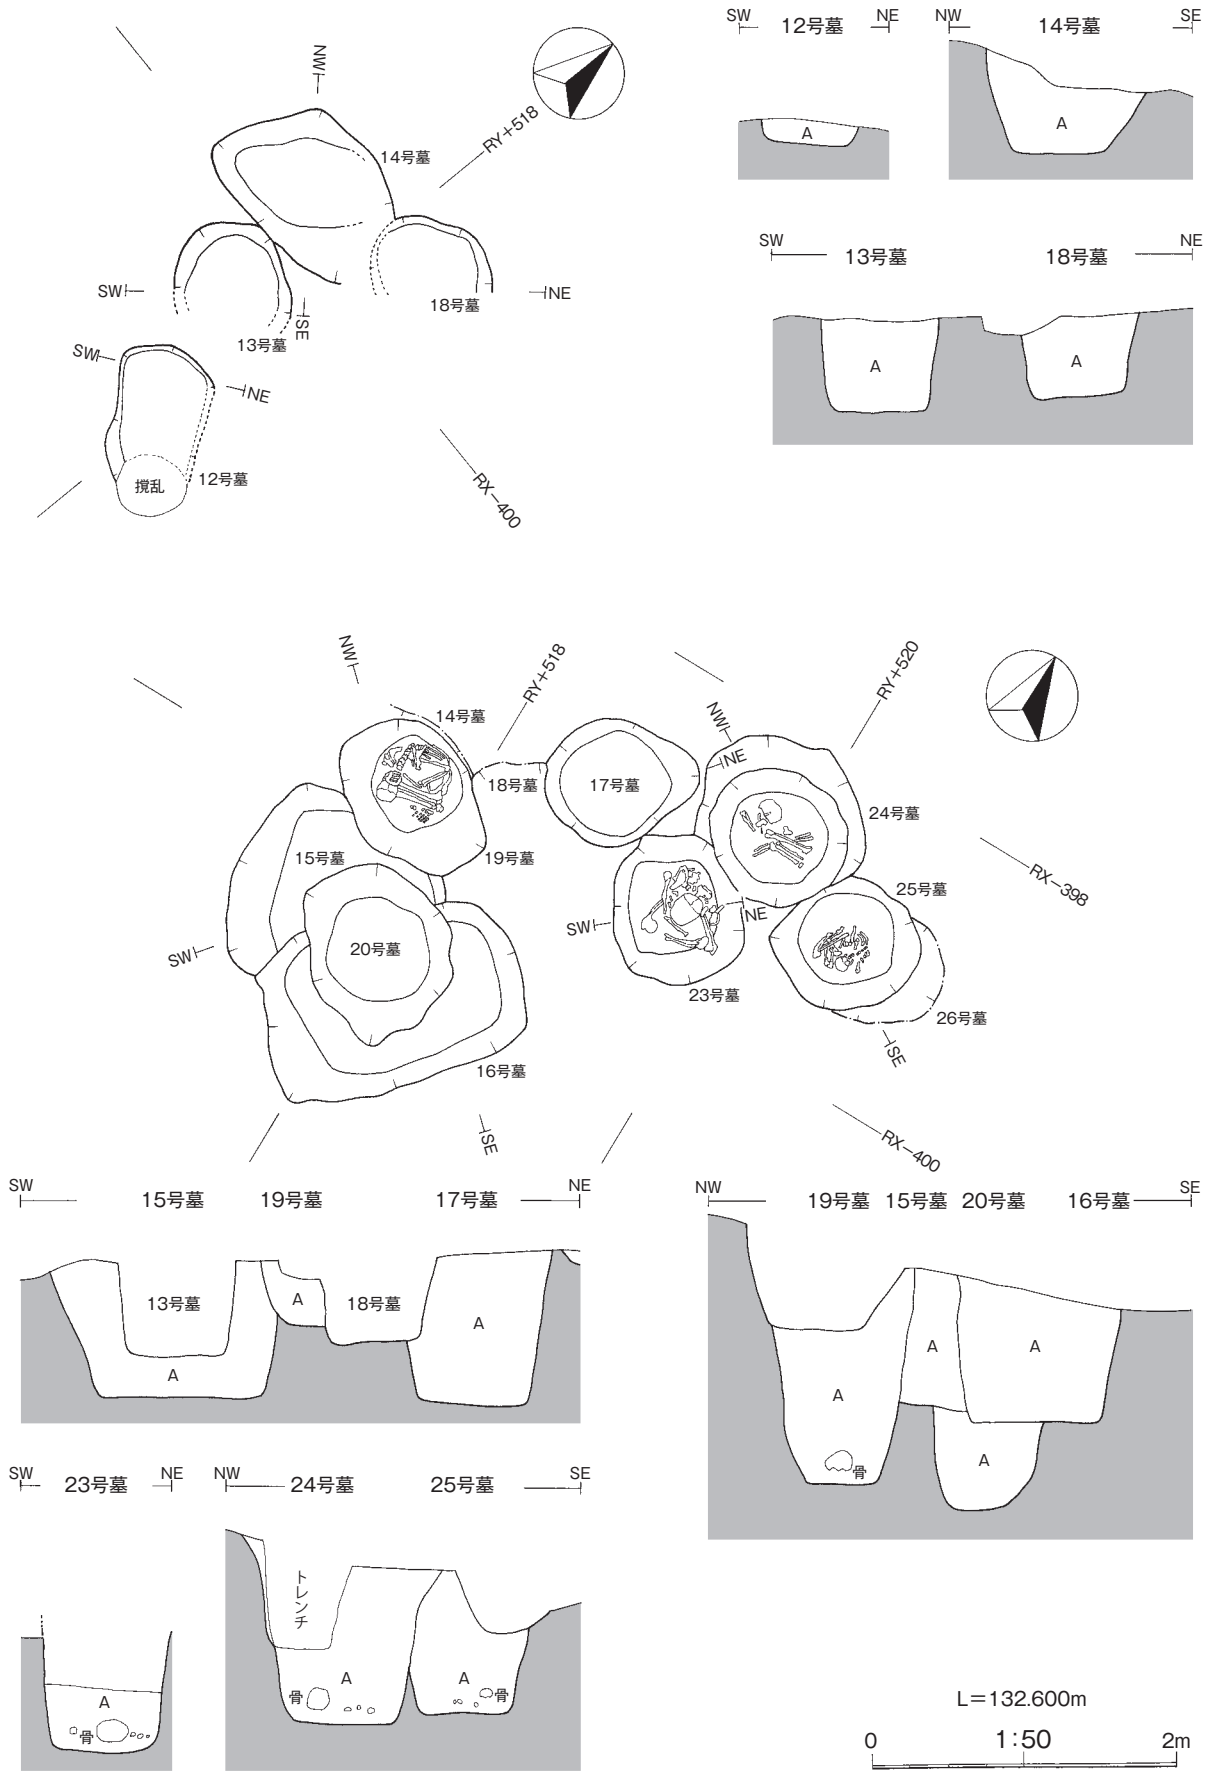 SW 12号墓 NE
A
NW 14号墓 SE
A
NW
RY+518
14号墓
SW
NE
18号墓
SE
13号墓
SW
NE
12号墓
撹乱
RX-400
SW 13号墓 18号墓 NE
A
A
NW
RY+518
RY+520
14号墓
NW
NE
18号墓
17号墓
24号墓
15号墓
19号墓
RX-398
25号墓
SW
NE
20号墓
SW
23号墓
26号墓
SE
16号墓
SE
RX-400
SW 15号墓 19号墓 17号墓 NE
13号墓
A
18号墓
A
A
NW 19号墓 15号墓 20号墓 16号墓 SE
A
A
A
骨
A
SW 23号墓 NE
A
骨
NW 24号墓 25号墓 SE
トレンチ
A
骨
A
骨
L=132.600m
0 1:50 2m